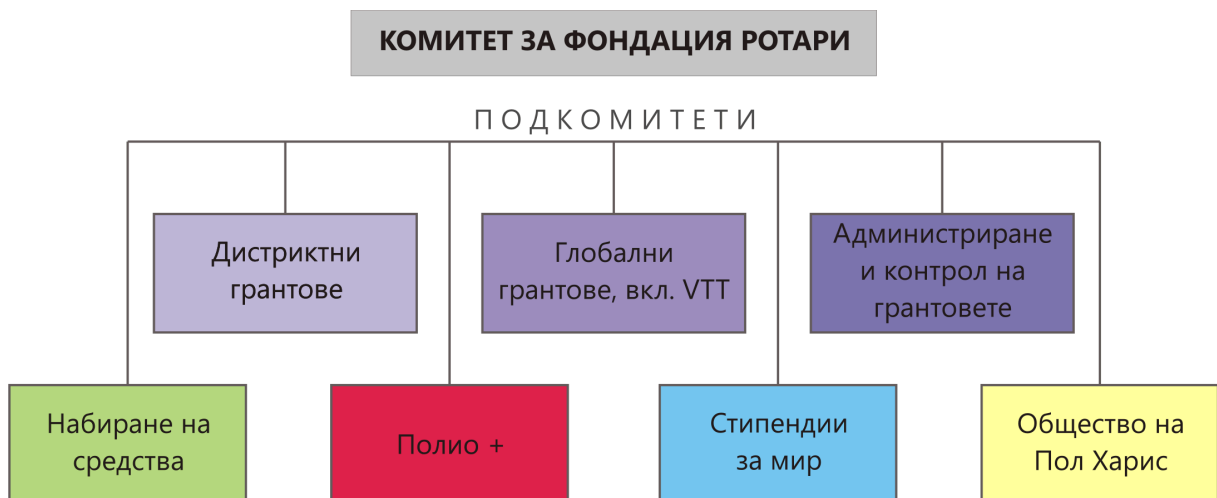 КОМИТЕТ ЗА ФОНДАЦИЯ РОТАРИ
ПОДКОМИТЕТИ
Дистриктни
грантове
Глобални
грантове, вкл. VTT
Администриране
и контрол на
грантовете
Набиране на
средства
Полио +
Стипендии
за мир
Общество на
Пол Харис